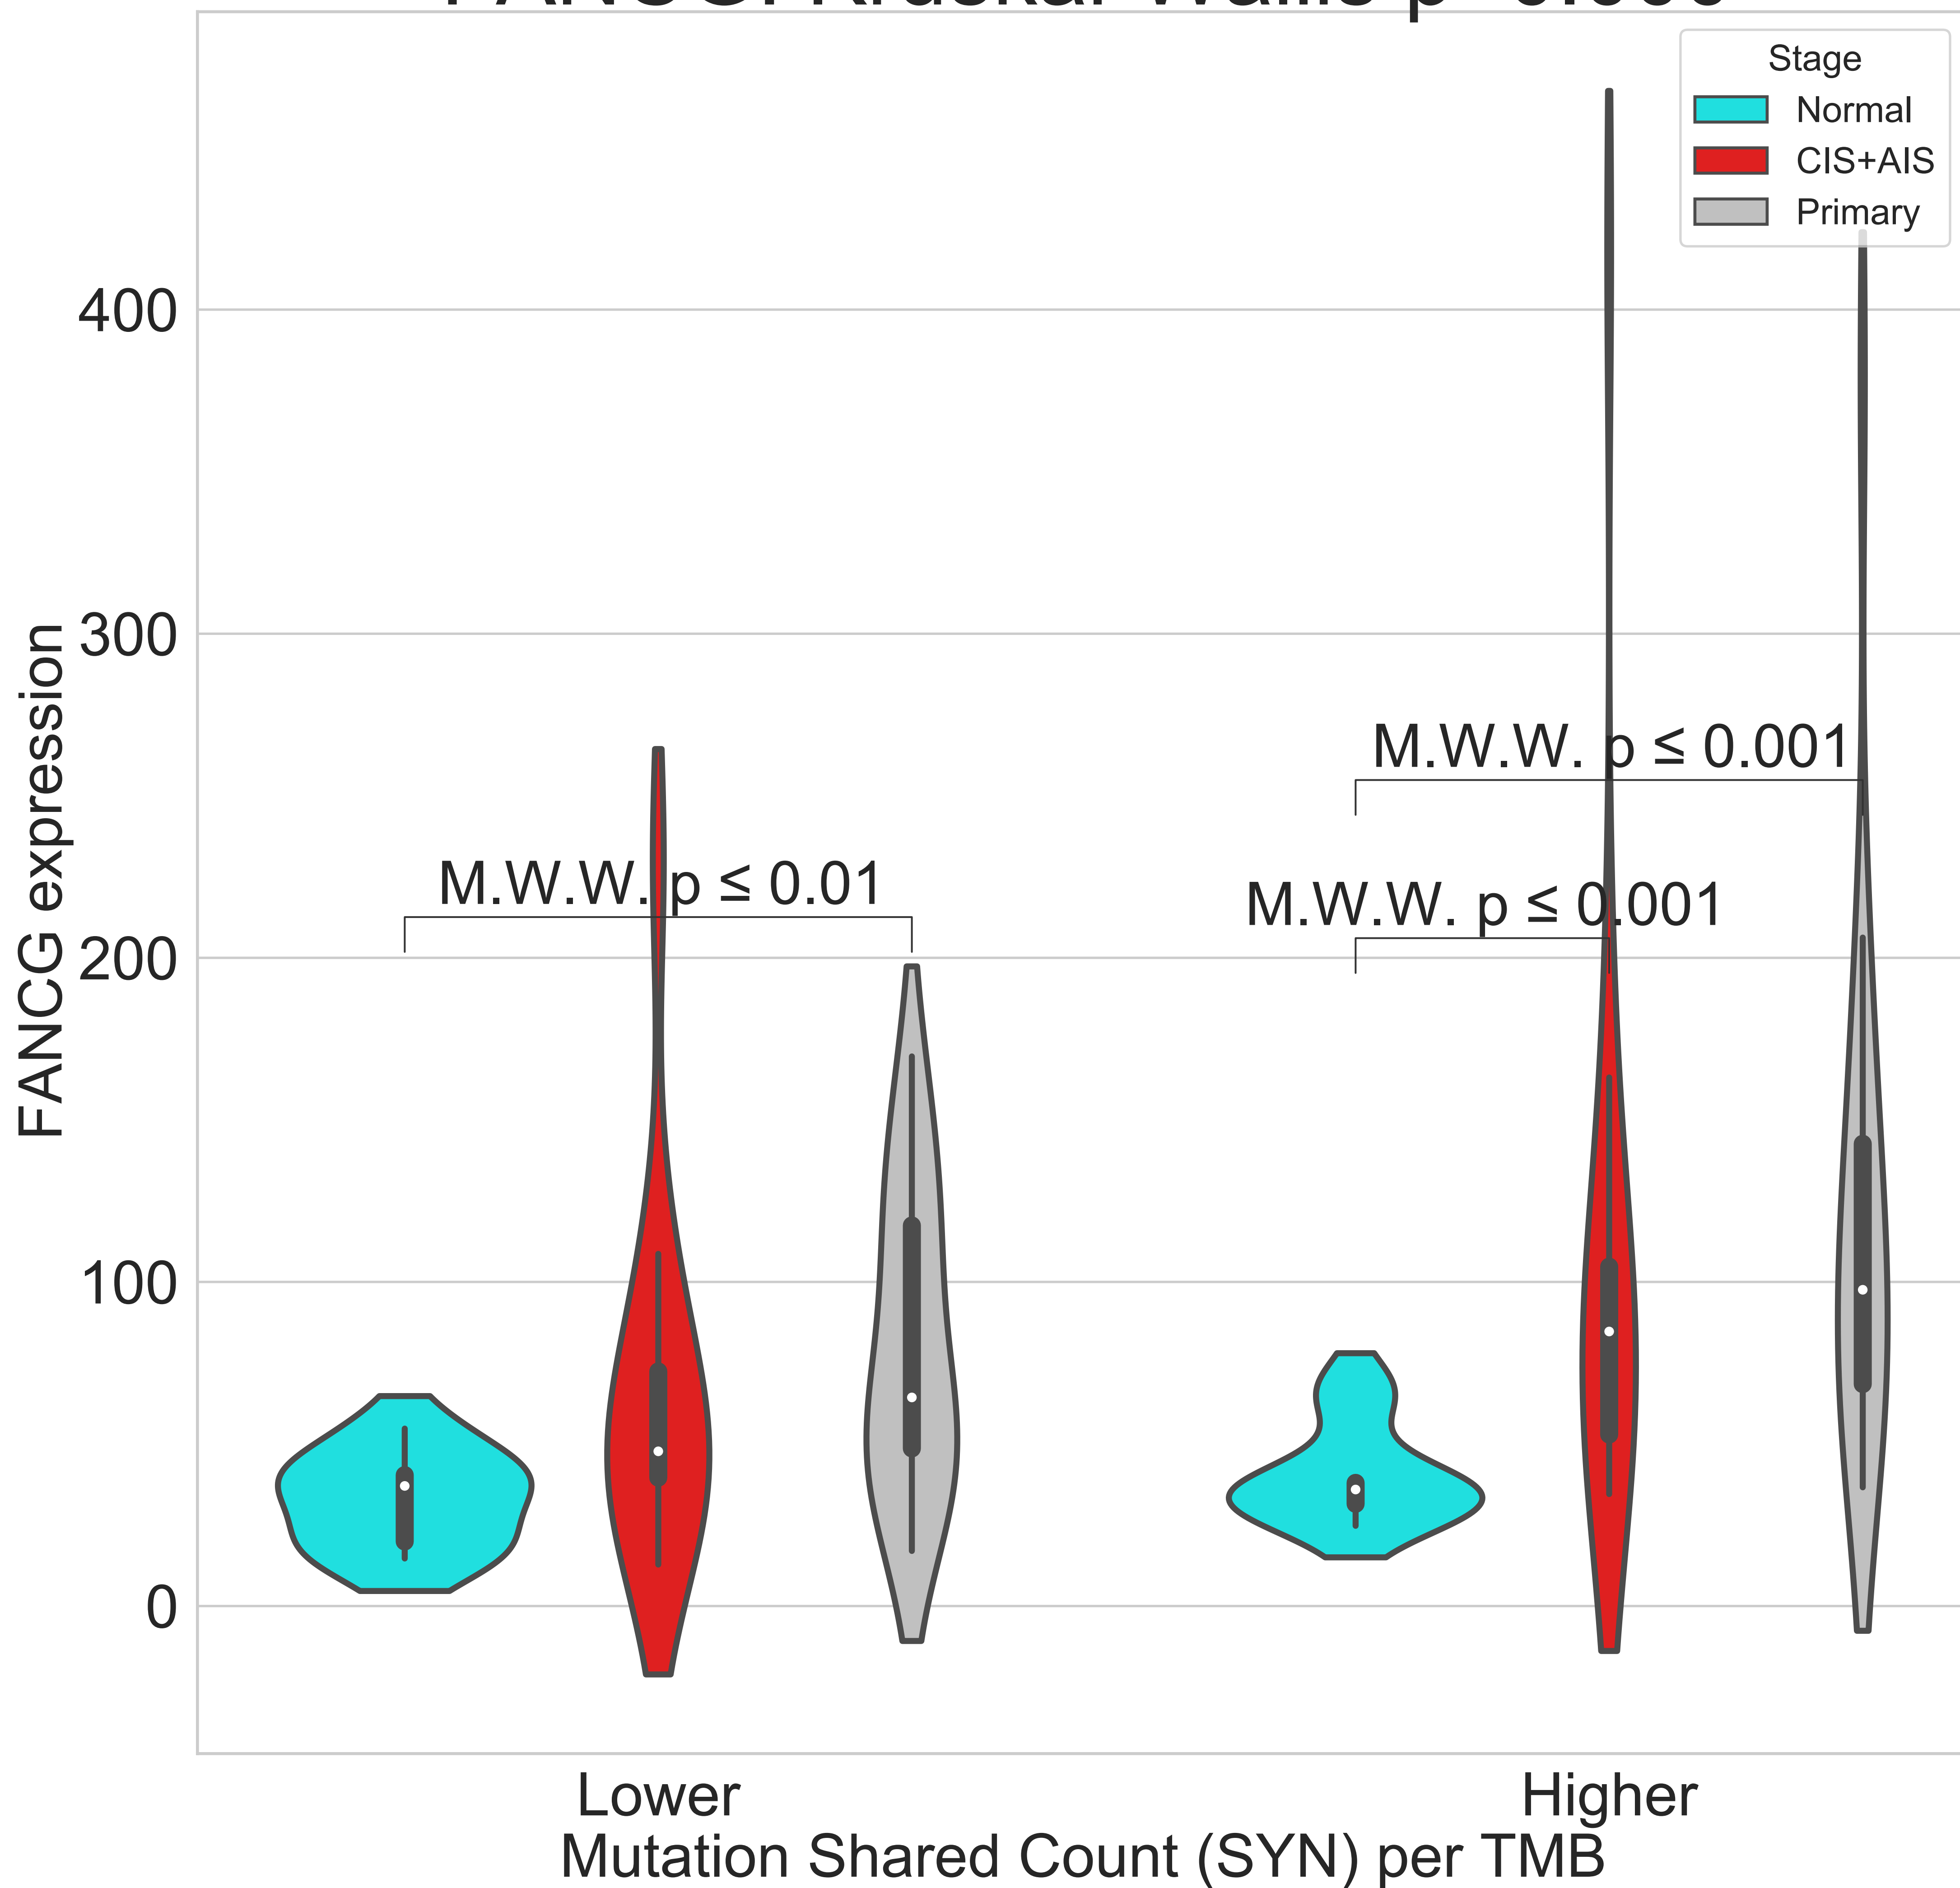 Stage
Normal
CIS+AIS
Primary
400
300
200
100
0
FANCG expression
M.W.W. p ≤ 0.001
M.W.W. p ≤ 0.01
M.W.W. p ≤ 0.001
Lower
Higher
Mutation Shared Count (SYN) per TMB